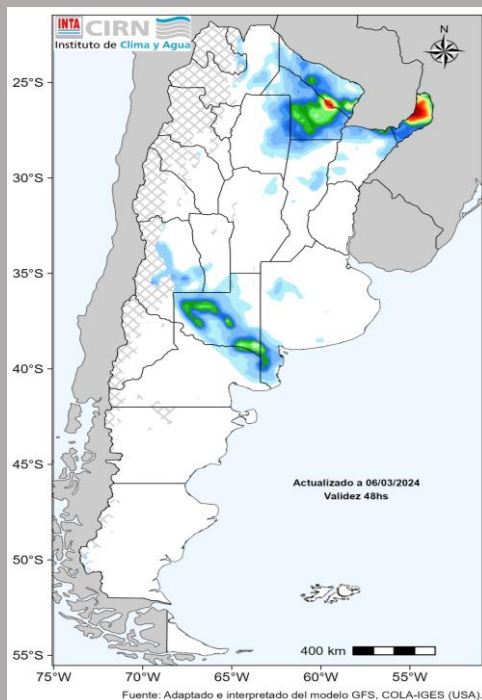 INTA CIRN
Instituto de Clima y Agua
N
25°S
30°S
35°S
40°S
45°S
50°S
55°S
Actualizado a 06/03/2024
Validez 48hs
400 km
75°W 70°W 65°W 60°W 55°W
Fuente: Adaptado e interpretado del modelo GFS, COLA-IGES (USA).